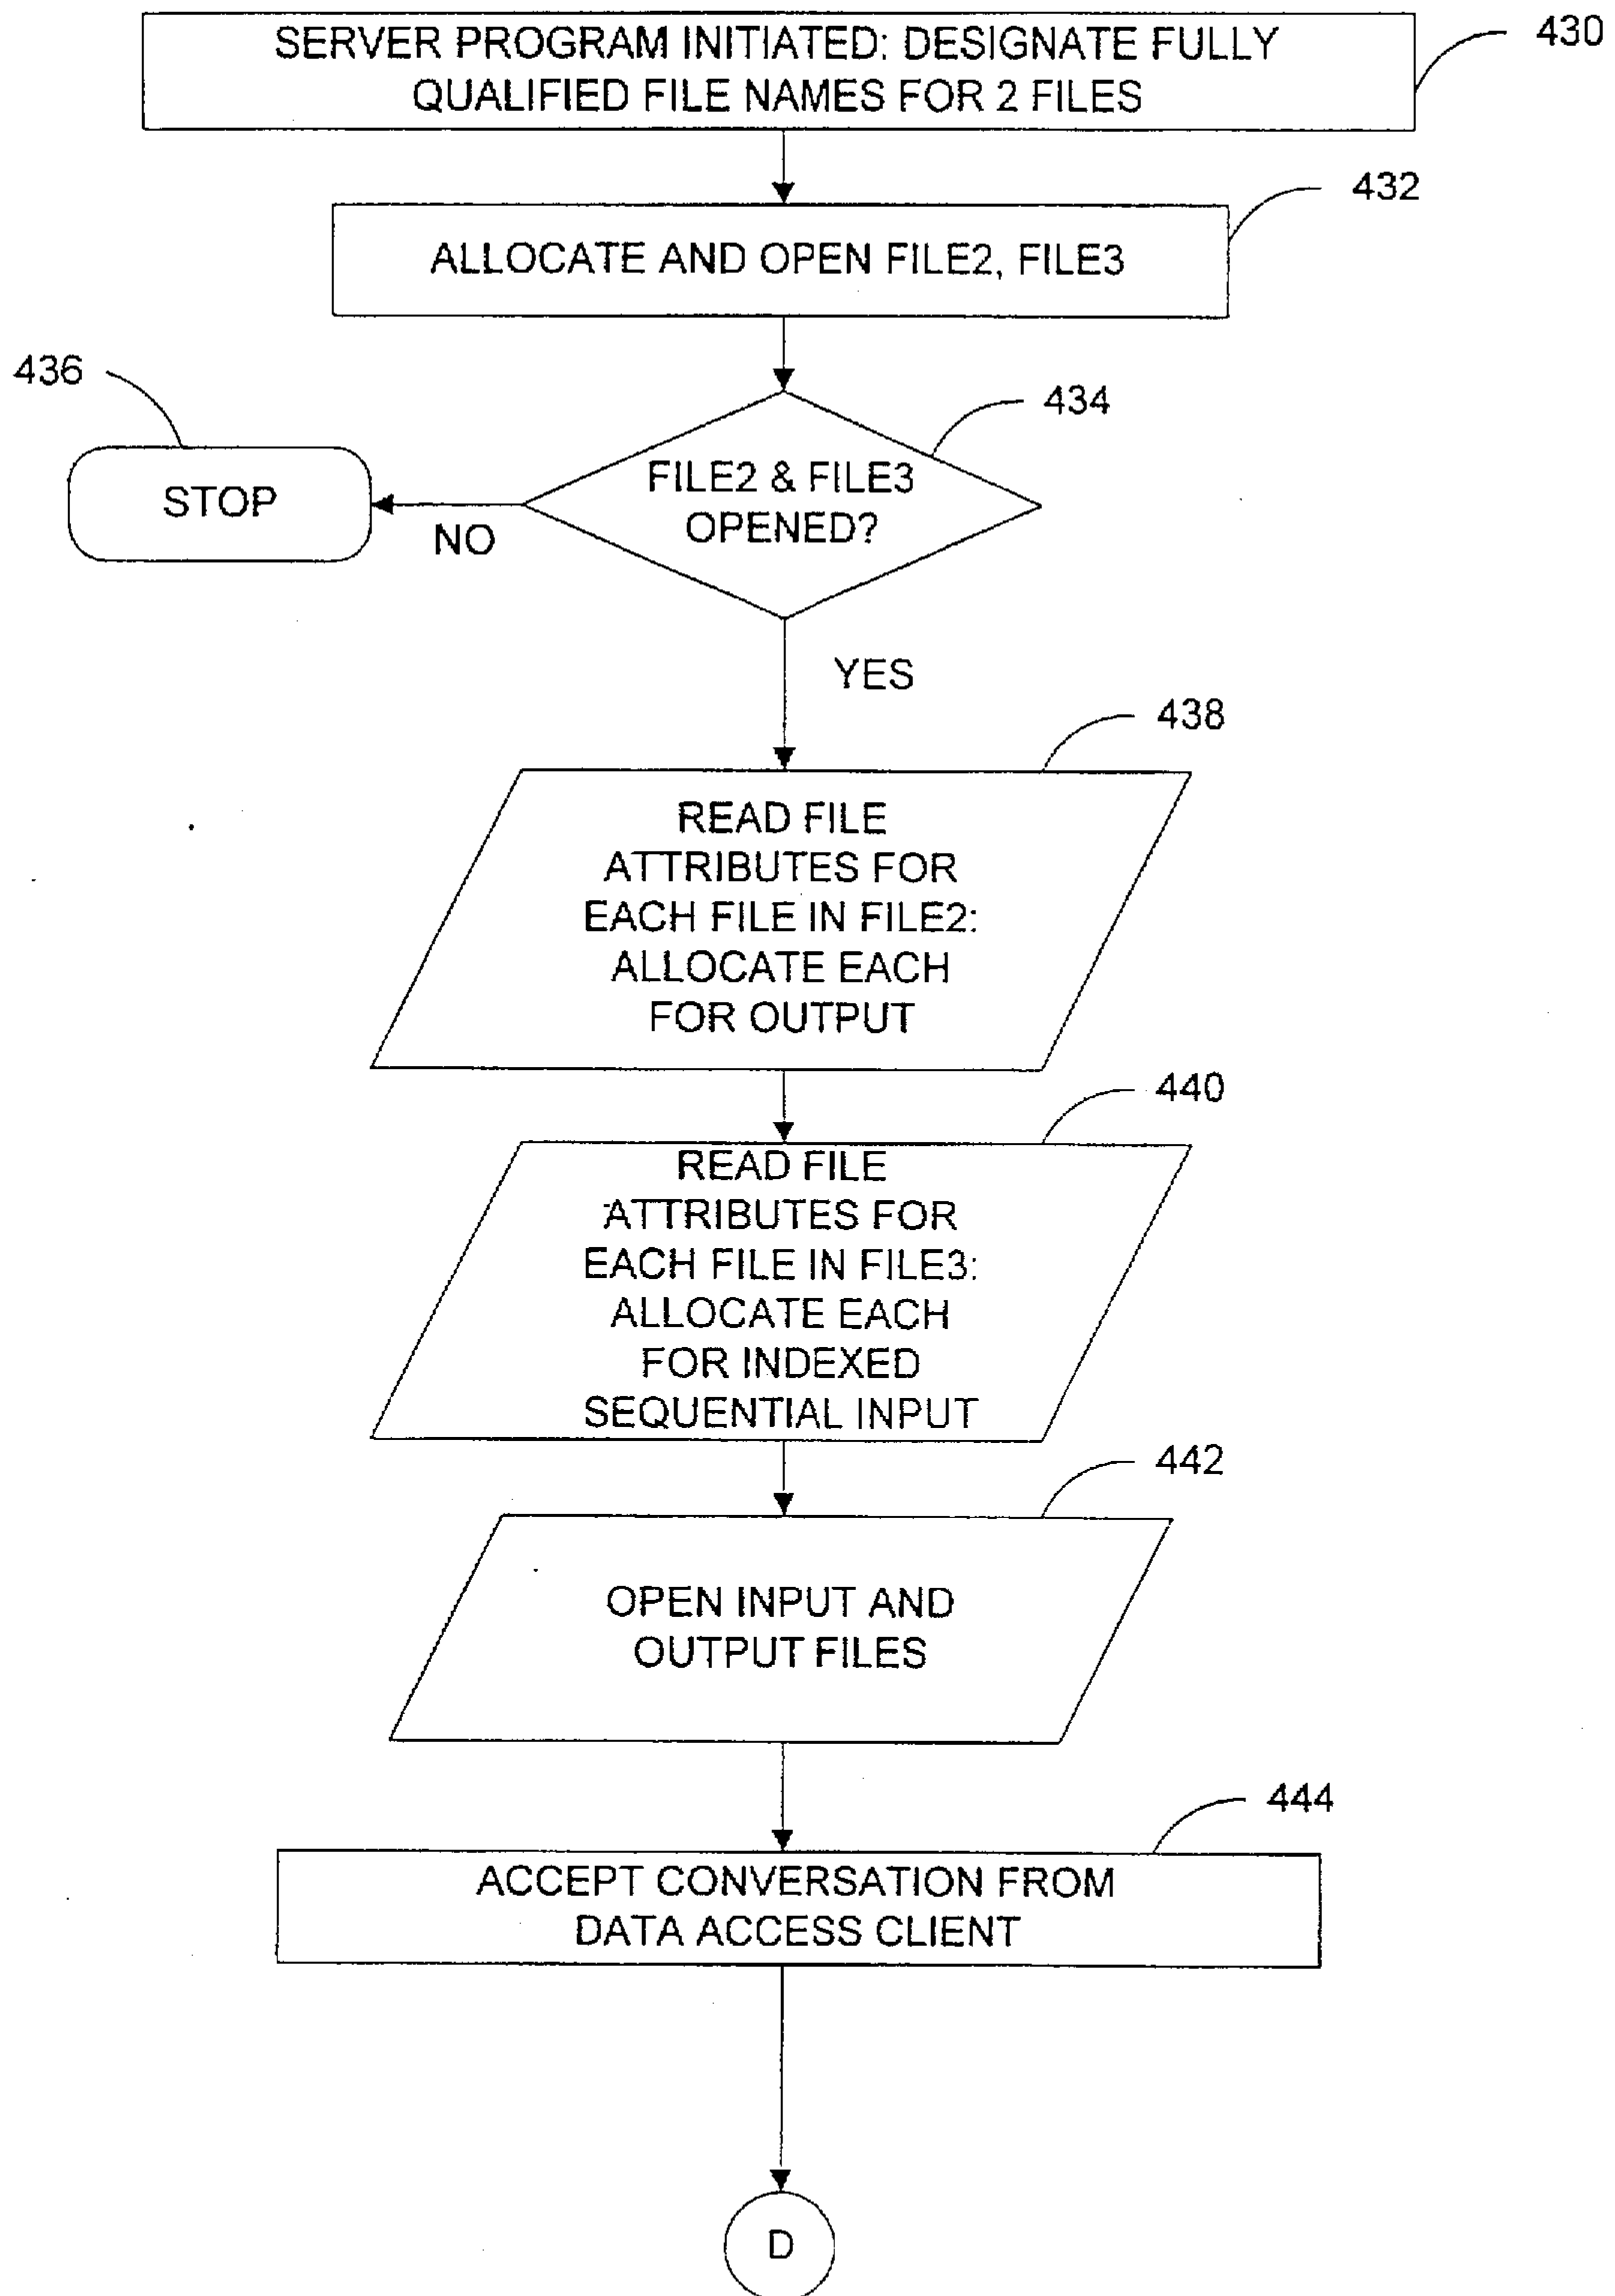 SERVER PROGRAM INITIATED: DESIGNATE FULLY
QUALIFIED FILE NAMES FOR 2 FILES
430
432
ALLOCATE AND OPEN FILE2, FILE3
436
434
STOP
NO
FILE2 & FILE3
OPENED?
YES
438
READ FILE
ATTRIBUTES FOR
EACH FILE IN FILE2:
ALLOCATE EACH
FOR OUTPUT
440
READ FILE
ATTRIBUTES FOR
EACH FILE IN FILE3:
ALLOCATE EACH
FOR INDEXED
SEQUENTIAL INPUT
442
OPEN INPUT AND
OUTPUT FILES
444
ACCEPT CONVERSATION FROM
DATA ACCESS CLIENT
D